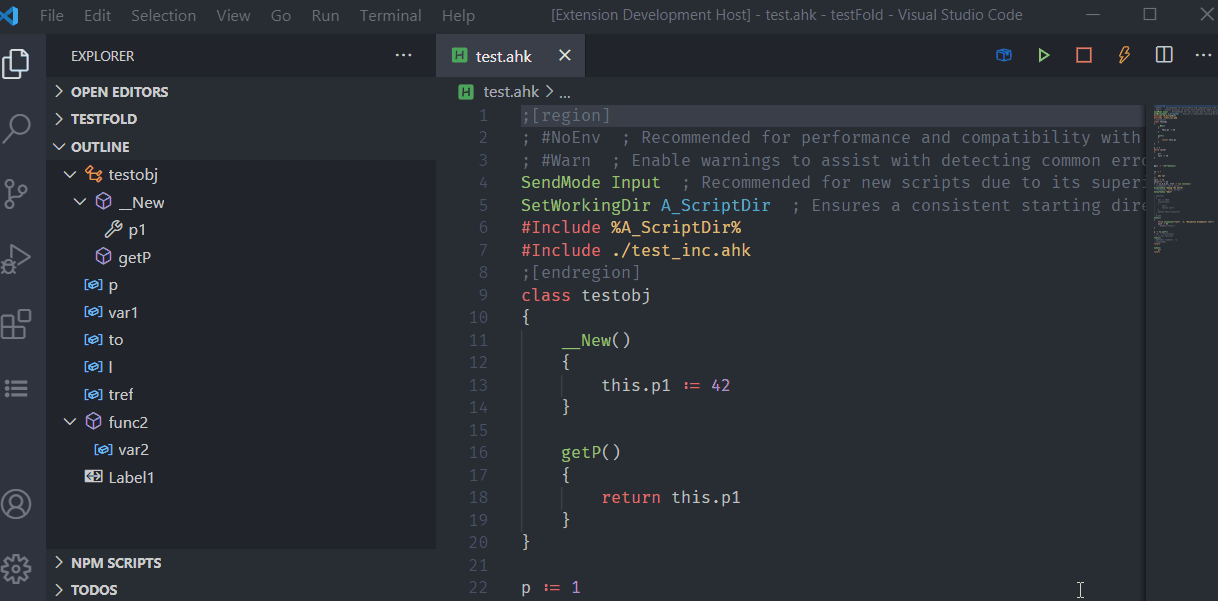 File Edit Selection View Go Run Terminal Help [Extension Development Host] - test.ahk - testFold - Visual Studio Code
EXPLORER
OPEN EDITORS
TESTFOLD
OUTLINE
testobj
__New
p1
getP
p
var1
to
l
tref
func2
var2
Label1
NPM SCRIPTS
TODOS
H test.ahk
H test.ahk > ...
1 ;[region]
2 ; #NoEnv  ; Recommended for performance and compatibility with
3 ; #Warn  ; Enable warnings to assist with detecting common erro
4 SendMode Input  ; Recommended for new scripts due to its superi
5 SetWorkingDir A_ScriptDir  ; Ensures a consistent starting dire
6 #Include %A_ScriptDir%
7 #Include ./test_inc.ahk
8 ;[endregion]
9 class testobj
10 {
11     __New()
12     {
13         this.p1 := 42
14     }
15
16     getP()
17     {
18         return this.p1
19     }
20 }
21
22 p := 1